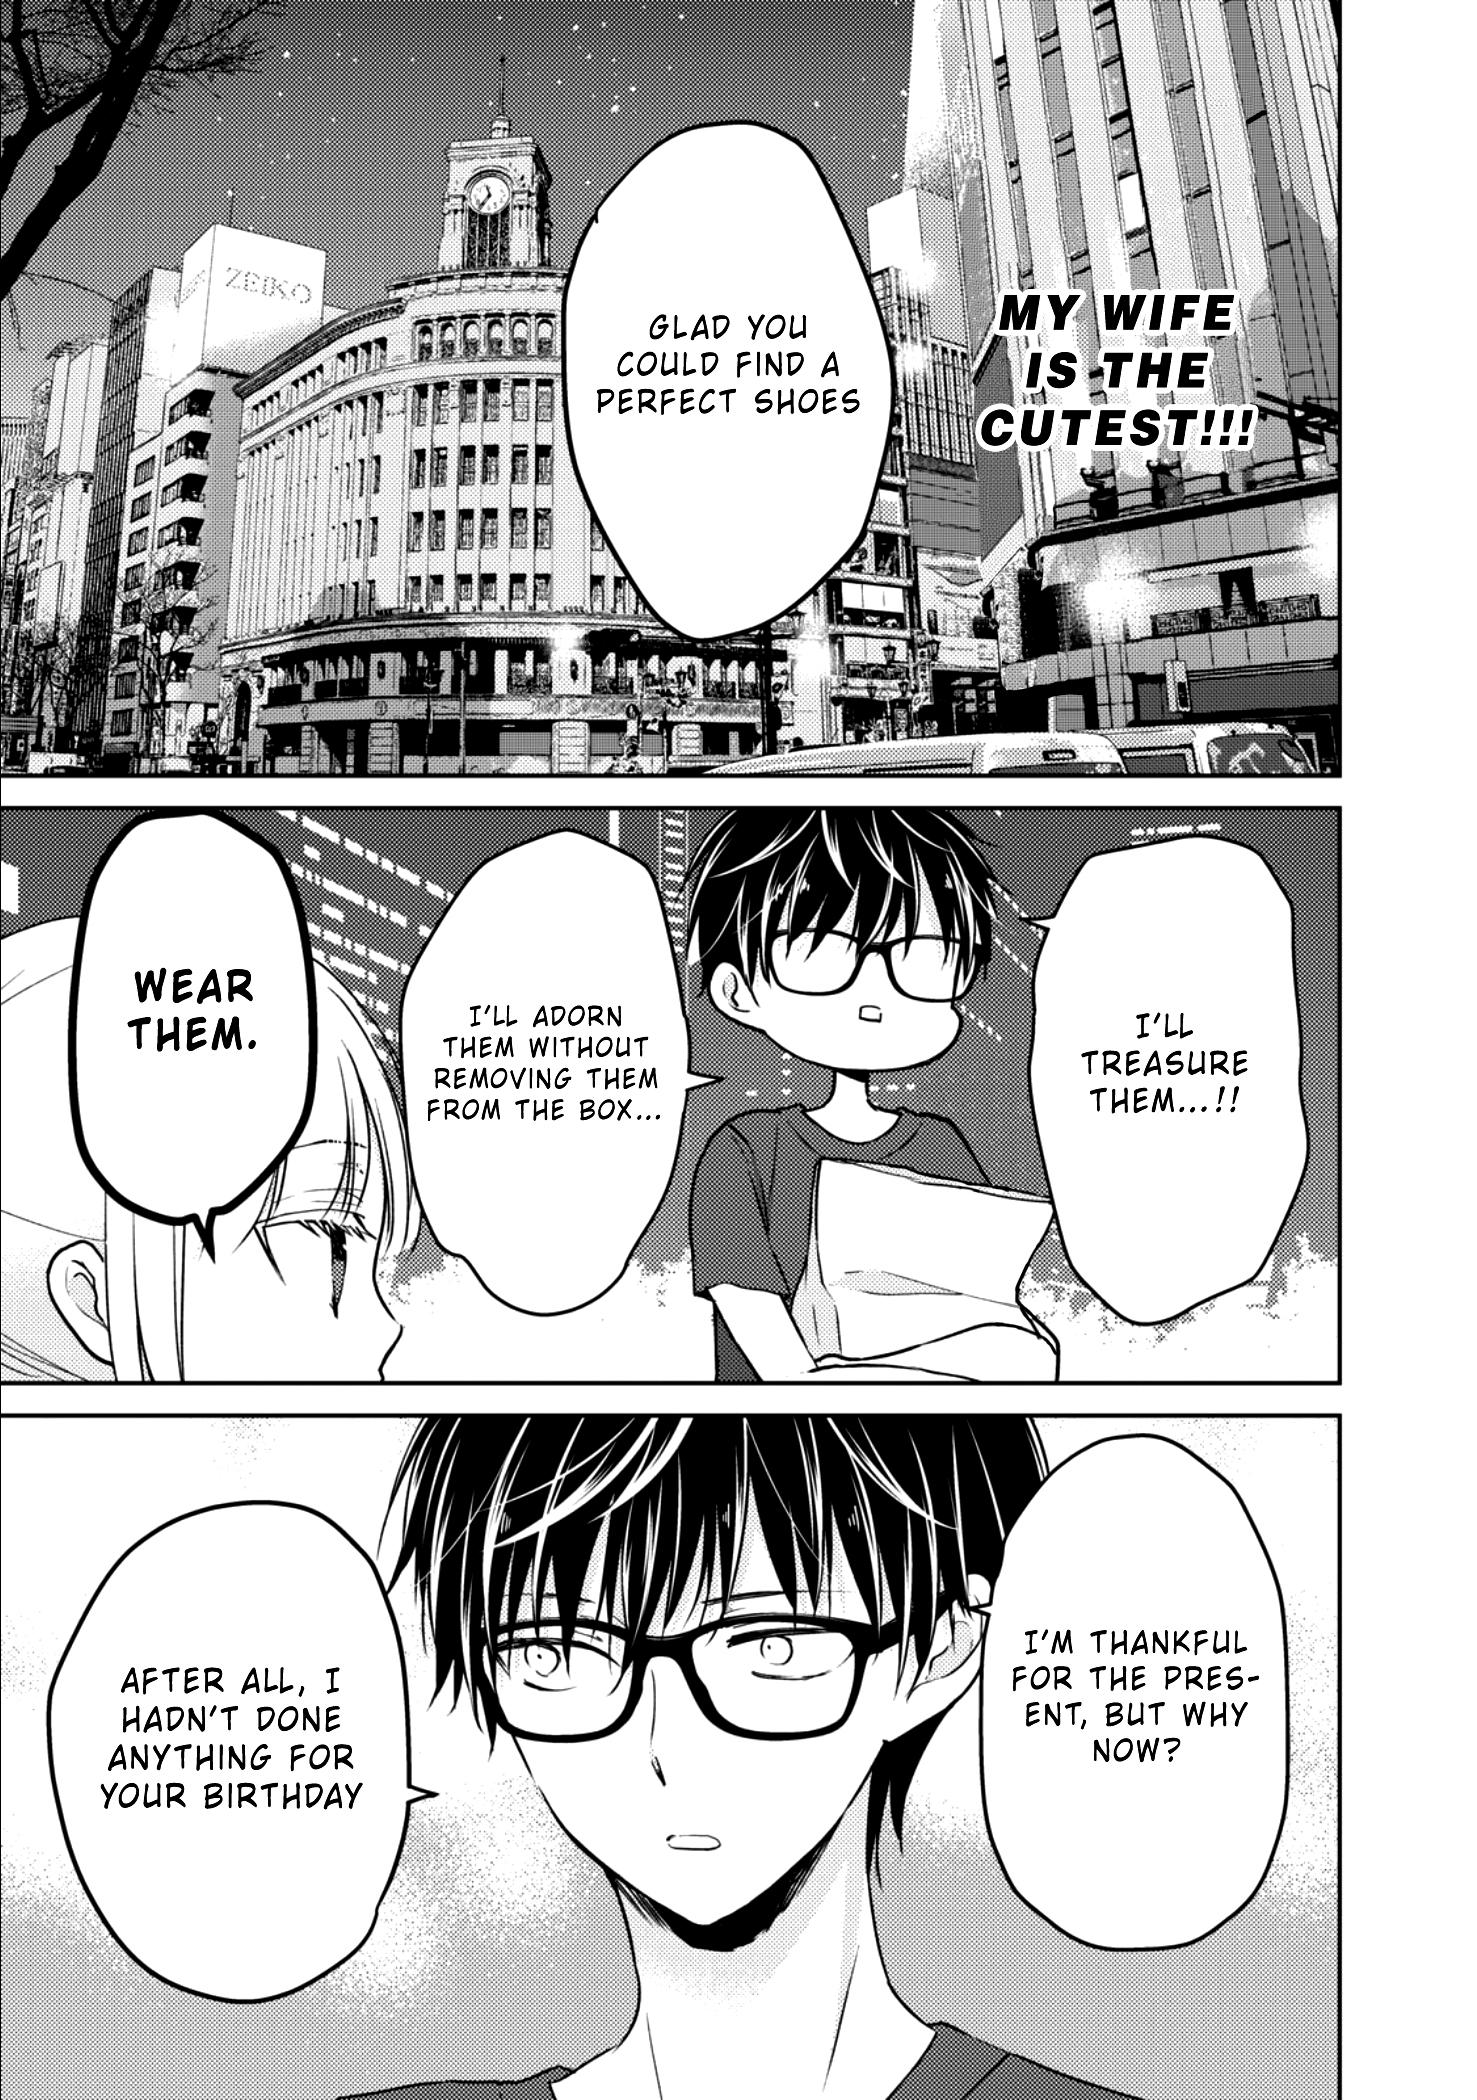 MY WIFE
IS THE
CUTEST!!!
GLAD YOU
COULD FIND A
PERFECT SHOES
ZEIKO
I'LL
TREASURE
THEM...!!
I'LL ADORN
THEM WITHOUT
REMOVING THEM
FROM THE BOX...
WEAR
THEM.
I'M THANKFUL
FOR THE PRES-
ENT, BUT WHY
NOW?
AFTER ALL, I
HADN'T DONE
ANYTHING FOR
YOUR BIRTHDAY